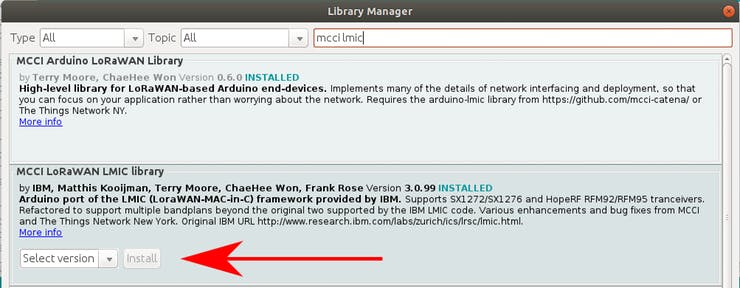 Library Manager
Type All Topic All mcci lmic
MCCI Arduino LoRaWAN Library
by Terry Moore, ChaeHee Won Version 0.6.0 INSTALLED
High-level library for LoRaWAN-based Arduino end-devices. Implements many of the details of network interfacing and deployment, so that
you can focus on your application rather than worrying about the network. Requires the arduino-lmic library from https://github.com/mcci-catena/ or
The Things Network NY.
More info
MCCI LoRaWAN LMIC library
by IBM, Matthis Kooijman, Terry Moore, ChaeHee Won, Frank Rose Version 3.0.99 INSTALLED
Arduino port of the LMIC (LoraWAN-MAC-in-C) framework provided by IBM. Supports SX1272/SX1276 and HopeRF RFM92/RFM95 tranceivers.
Refactored to support multiple bandplans beyond the original two supported by the IBM LMIC code. Various enhancements and bug fixes from MCCI
and The Things Network New York. Original IBM URL http://www.research.ibm.com/labs/zurich/ics/lrsc/lmic.html.
More info
Select version Install